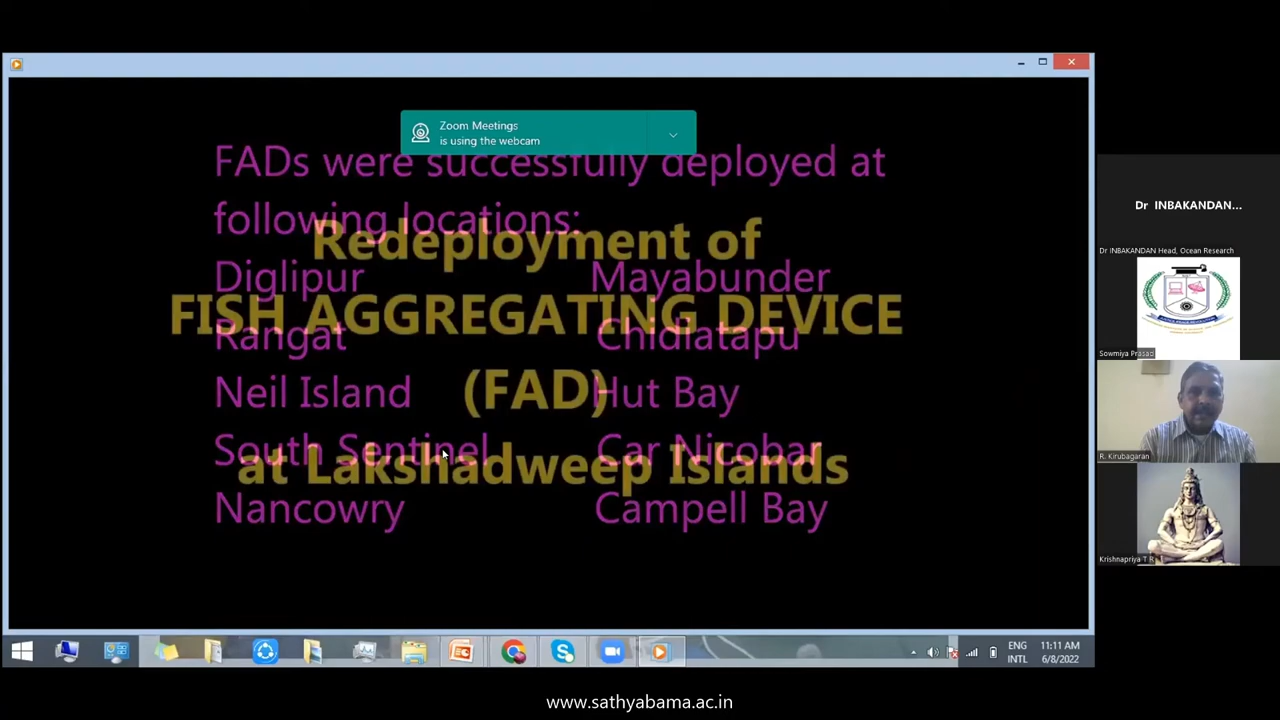 Zoom Meetings
is using the webcam
FADs were successfully deployed at
following locations:
Diglipur Mayabunder
Rangat Chidiatapu
Neil Island Hut Bay
South Sentinel Car Nicobar
Nancowry Campell Bay
Redeployment of
FISH AGGREGATING DEVICE
(FAD)
at Lakshadweep Islands
Dr INBAKANDAN...
Dr INBAKANDAN Head, Ocean Research
Sowmiya Prasad
R. Kirubagaran
Krishnapriya T R
ENG 11:11 AM
INTL 6/8/2022
www.sathyabama.ac.in